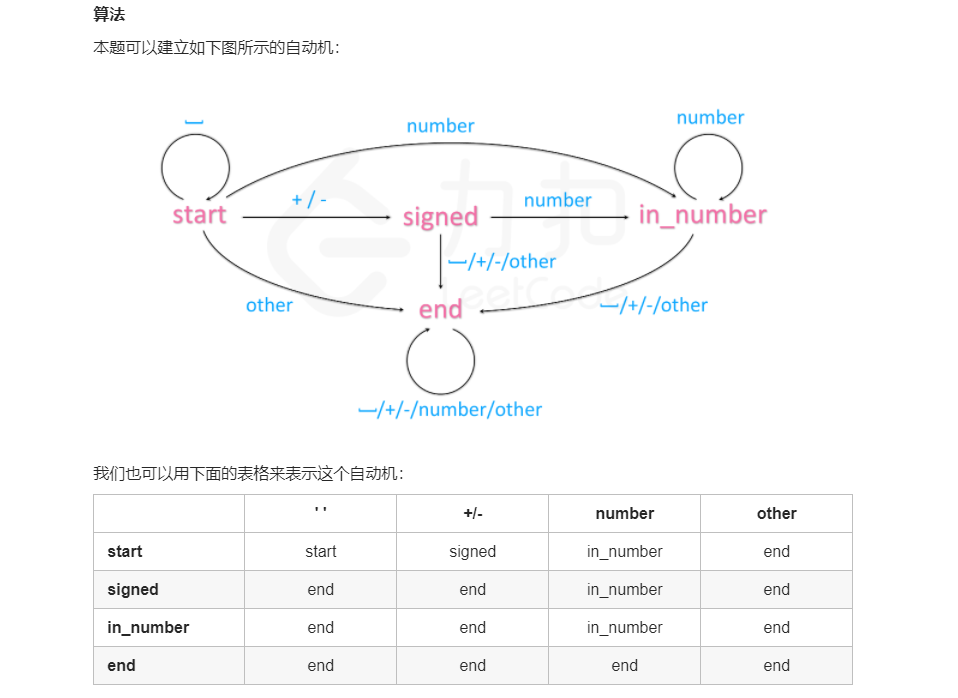 算法
本题可以建立如下图所示的自动机：
number
number
+ / -
number
start
signed
in_number
⎵/+/-/other
other
end
⎵/+/-/other
⎵
⎵/+/-/number/other
力扣
LeetCode
我们也可以用下面的表格来表示这个自动机：
' ' +/- number other
start start signed in_number end
signed end end in_number end
in_number end end in_number end
end end end end end